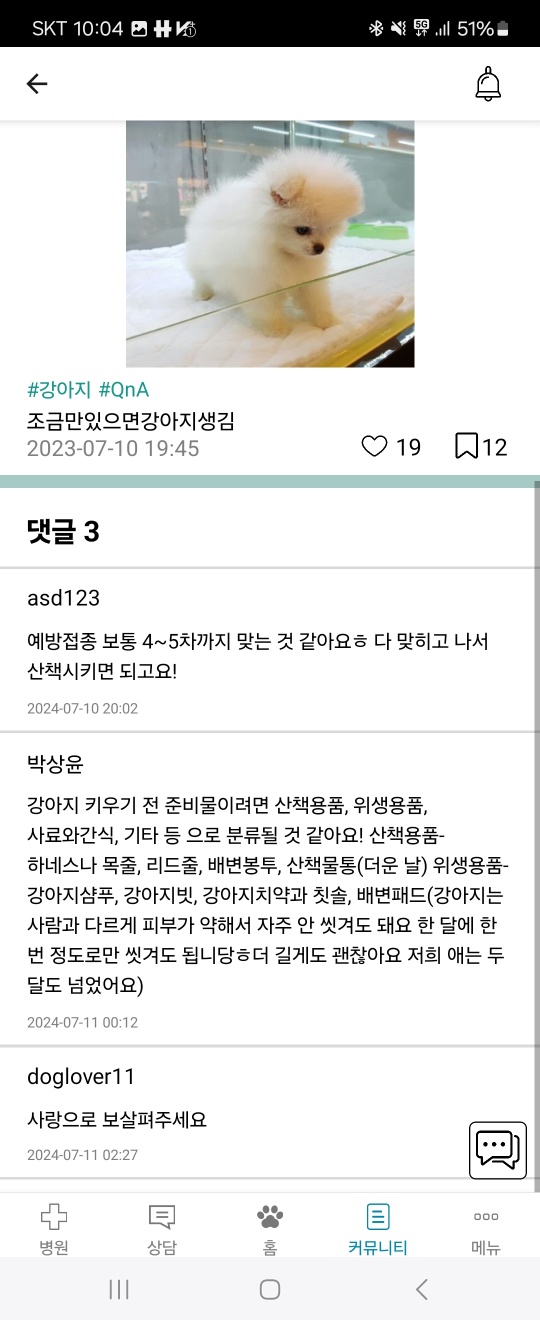 SKT 10:04
5G
51%
#강아지 #QnA
조금만있으면강아지생김
2023-07-10 19:45
19
12
댓글 3
asd123
예방접종 보통 4~5차까지 맞는 것 같아요ㅎ 다 맞히고 나서
산책시키면 되고요!
2024-07-10 20:02
박상윤
강아지 키우기 전 준비물이려면 산책용품, 위생용품,
사료와간식, 기타 등 으로 분류될 것 같아요! 산책용품-
하네스나 목줄, 리드줄, 배변봉투, 산책물통(더운 날) 위생용품-
강아지샴푸, 강아지빗, 강아지치약과 칫솔, 배변패드(강아지는
사람과 다르게 피부가 약해서 자주 안 씻겨도 돼요 한 달에 한
번 정도로만 씻겨도 됩니당ㅎ더 길게도 괜찮아요 저희 애는 두
달도 넘었어요)
2024-07-11 00:12
doglover11
사랑으로 보살펴주세요
2024-07-11 02:27
병원
상담
홈
커뮤니티
메뉴